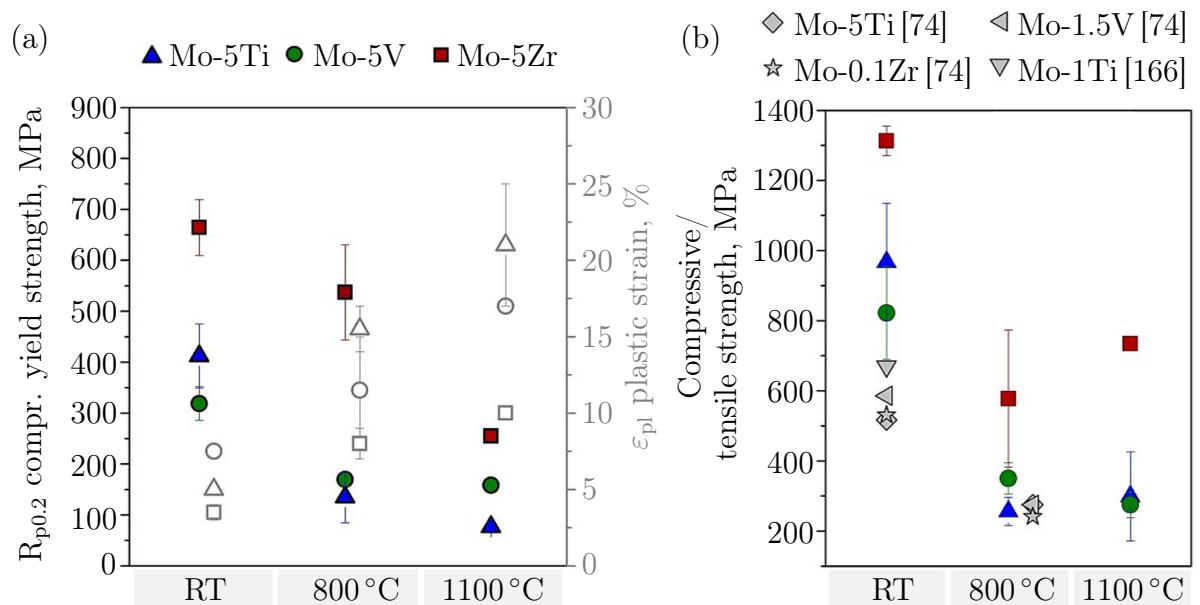 (a)
Mo-5Ti Mo-5V Mo-5Zr
R_p0.2 compr. yield strength, MPa
900
800
700
600
500
400
300
200
100
0
30
25
20
15
10
5
0
ε_pl plastic strain, %
RT 800 °C 1100 °C
(b)
Mo-5Ti [74] Mo-1.5V [74]
Mo-0.1Zr [74] Mo-1Ti [166]
Compressive/
tensile strength, MPa
1400
1200
1000
800
600
400
200
RT 800 °C 1100 °C